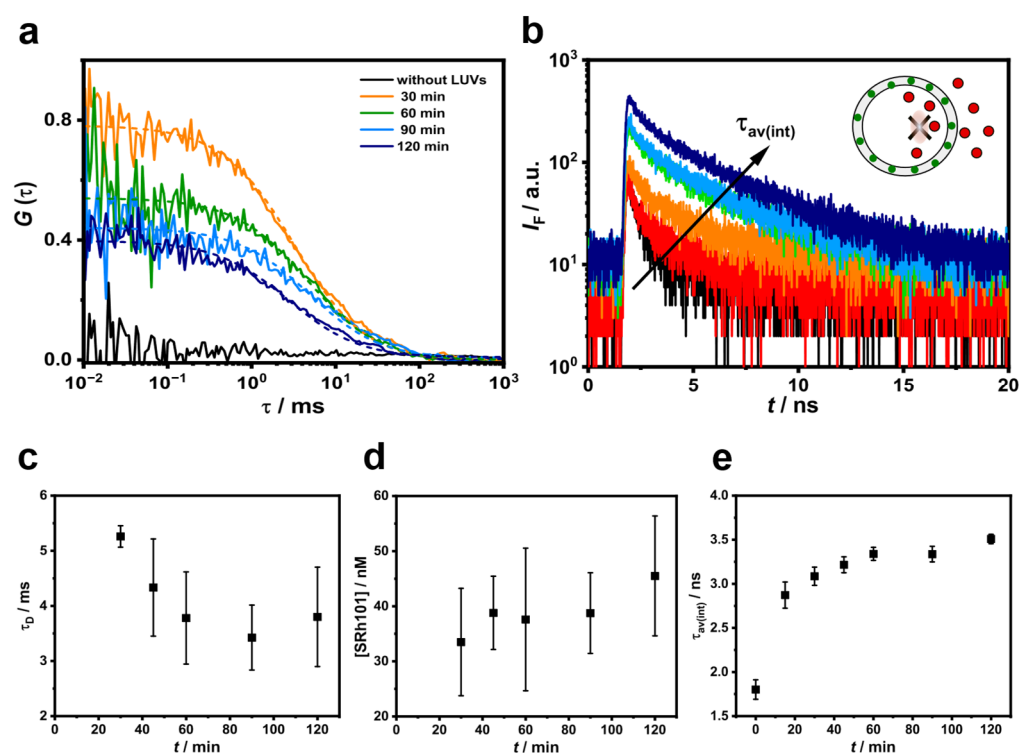 a
G (τ)
0.8
0.4
0.0
without LUVs
30 min
60 min
90 min
120 min
10⁻² 10⁻¹ 10⁰ 10¹ 10² 10³
τ / ms
b
I_F / a.u.
10³
10²
10¹
10⁰
τ_av(int)
0 5 10 15 20
t / ns
c
τ_D / ms
6
5
4
3
2
0 20 40 60 80 100 120
t / min
d
[SRh101] / nM
60
50
40
30
20
0 20 40 60 80 100 120
t / min
e
τ_av(int) / ns
4.0
3.5
3.0
2.5
2.0
1.5
0 20 40 60 80 100 120
t / min